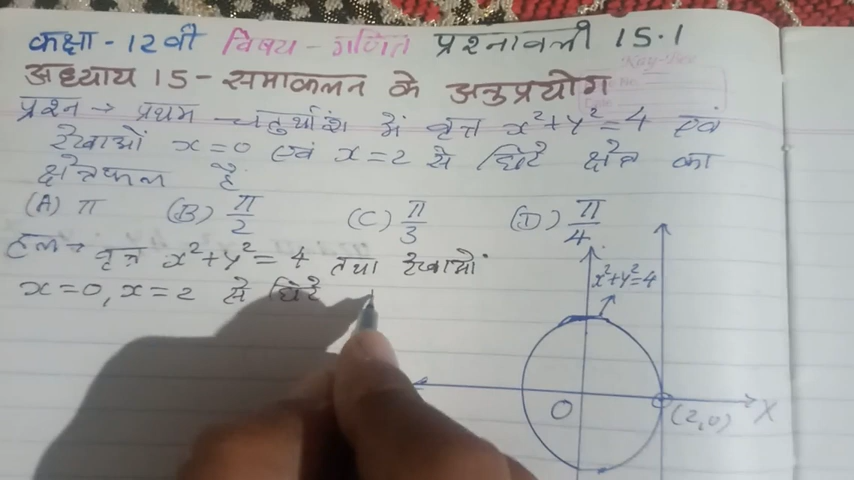 कक्षा - 12वीं विषय - गणित प्रश्नावली 15.1
अध्याय 15 - समाकलन के अनुप्रयोग
प्रश्न → प्रथम चतुर्थांश में वृत्त x²+y²=4 एवं
रेखाओं x=0 एवं x=2 से घिरे क्षेत्र का
क्षेत्रफल है
(A) π (B) π/2 (C) π/3 (D) π/4
हल → वृत्त x²+y²=4 तथा रेखाओं
x=0, x=2 से घिरे
x²+y²=4
O
(2,0)
X